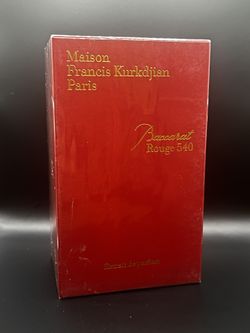 Maison
Francis Kurkdjian
Paris
Baccarat
Rouge 540
Extrait de parfum